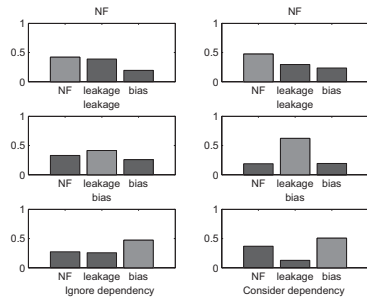 NF NF
1 1
0.5 0.5
0 0
NF leakage bias NF leakage bias
leakage leakage
1 1
0.5 0.5
0 0
NF leakage bias NF leakage bias
bias bias
1 1
0.5 0.5
0 0
NF leakage bias NF leakage bias
Ignore dependency Consider dependency